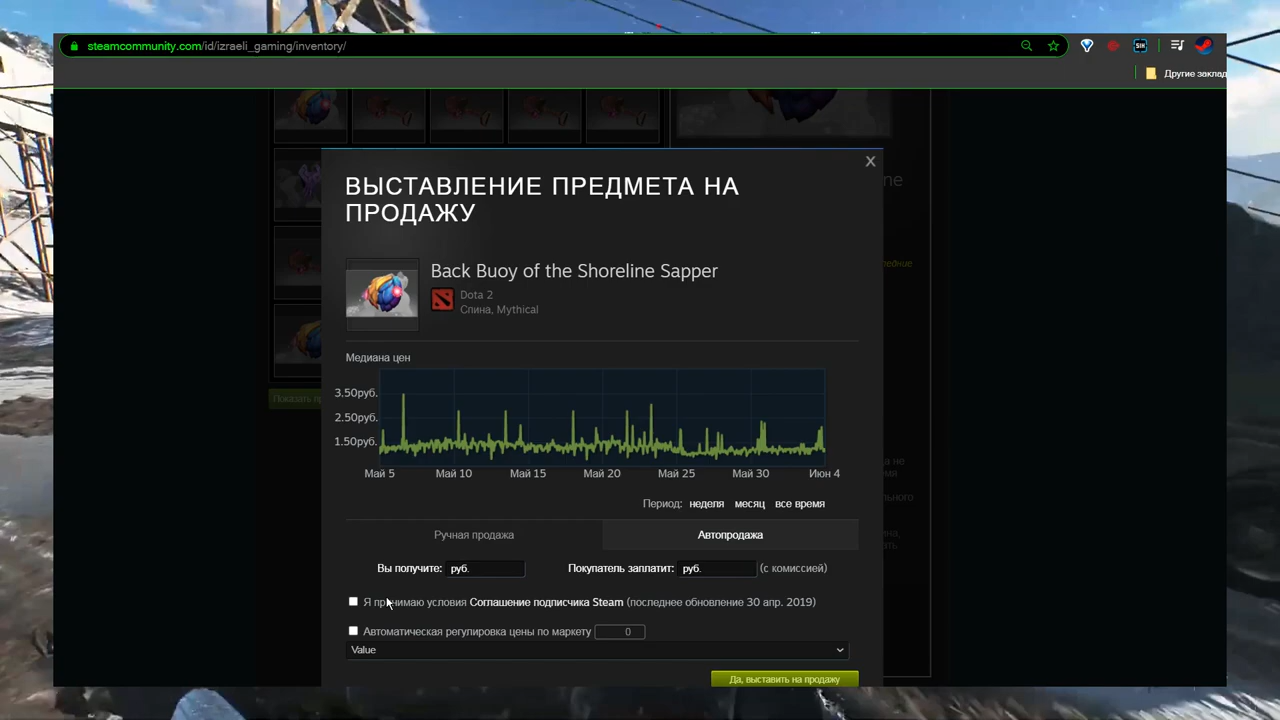 steamcommunity.com/id/izraeli_gaming/inventory/
SIH
Другие заклад
X
ВЫСТАВЛЕНИЕ ПРЕДМЕТА НА
ПРОДАЖУ
ne
Back Buoy of the Shoreline Sapper
Dota 2
Спина, Mythical
Медиана цен
3.50руб.
2.50руб.
1.50руб.
Май 5 Май 10 Май 15 Май 20 Май 25 Май 30 Июн 4
Показать пр
Период: неделя месяц все время
Ручная продажа Автопродажа
Вы получите: руб. Покупатель заплатит: руб. (с комиссией)
Я принимаю условия Соглашение подписчика Steam (последнее обновление 30 апр. 2019)
Автоматическая регулировка цены по маркету 0
Value
Да, выставить на продажу